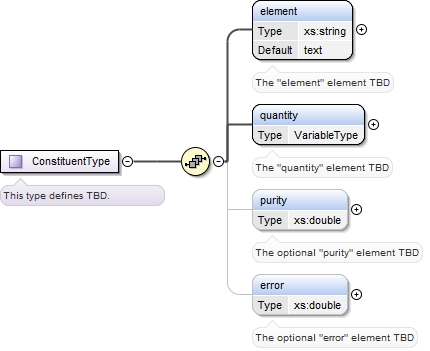 element
Type xs:string
Default text
The "element" element TBD
quantity
Type VariableType
The "quantity" element TBD
ConstituentType
This type defines TBD.
purity
Type xs:double
The optional "purity" element TBD
error
Type xs:double
The optional "error" element TBD